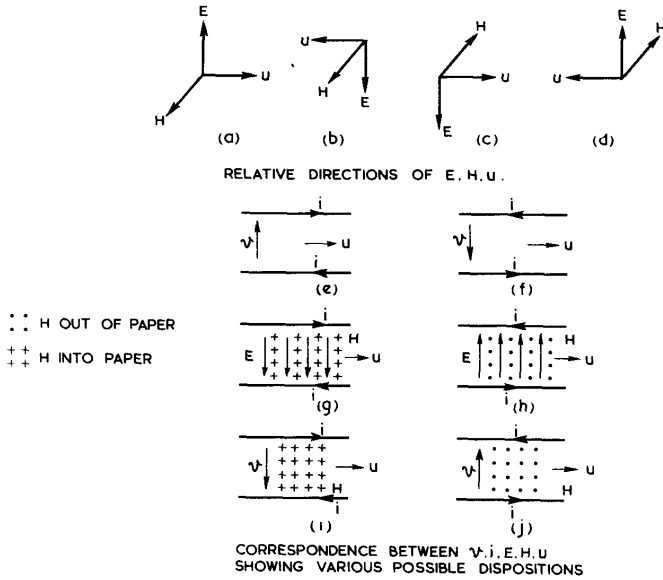 E
U
H
(a)
U
H
E
(b)
H
U
E
(c)
E
H
U
(d)
RELATIVE DIRECTIONS OF E, H, U.
i
v
U
i
(e)
i
v
U
i
(f)
: : H OUT OF PAPER
++ H INTO PAPER
i
H
E
U
i
(g)
i
H
E
U
i
(h)
i
v
U
H
i
(i)
i
v
U
H
i
(j)
CORRESPONDENCE BETWEEN v, i, E, H, U
SHOWING VARIOUS POSSIBLE DISPOSITIONS